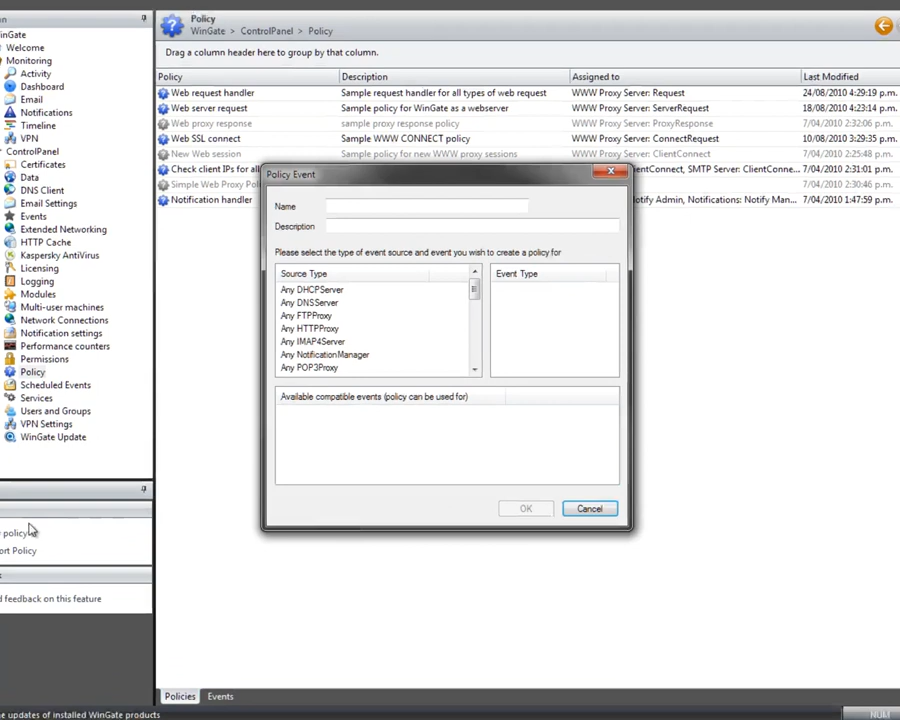 Policy
WinGate > ControlPanel > Policy
Drag a column header here to group by that column.
inGate
Welcome
Monitoring
Activity
Dashboard
Email
Notifications
Timeline
VPN
ControlPanel
Certificates
Data
DNS Client
Email Settings
Events
Extended Networking
HTTP Cache
Kaspersky AntiVirus
Licensing
Logging
Modules
Multi-user machines
Network Connections
Notification settings
Performance counters
Permissions
Policy
Scheduled Events
Services
Users and Groups
VPN Settings
WinGate Update
policy
ort Policy
d feedback on this feature
Policy Description Assigned to Last Modified
Web request handler Sample request handler for all types of web request WWW Proxy Server: Request 24/08/2010 4:29:19 p.m.
Web server request Sample policy for WinGate as a webserver WWW Proxy Server: ServerRequest 18/08/2010 4:23:14 p.m.
Web proxy response sample proxy response policy WWW Proxy Server: ProxyResponse 7/04/2010 2:21:51 p.m.
Web SSL connect Sample WWW CONNECT policy WWW Proxy Server: ConnectRequest 10/08/2010 3:29:35 p.m.
New Web session Sample policy for new WWW proxy sessions WWW Proxy Server: ClientConnect 7/04/2010 2:25:48 p.m.
Check client IPs for all ientConnect, SMTP Server: ClientConne... 7/04/2010 2:31:01 p.m.
Simple Web Proxy Pol 7/04/2010 2:30:46 p.m.
Notification handler otify Admin, Notifications: Notify Man... 7/04/2010 1:47:59 p.m.
Policy Event
Name
Description
Please select the type of event source and event you wish to create a policy for
Source Type Event Type
Any DHCPServer
Any DNSServer
Any FTPProxy
Any HTTPProxy
Any IMAP4Server
Any NotificationManager
Any POP3Proxy
Available compatible events (policy can be used for)
OK Cancel
Policies Events
e updates of installed WinGate products NUM